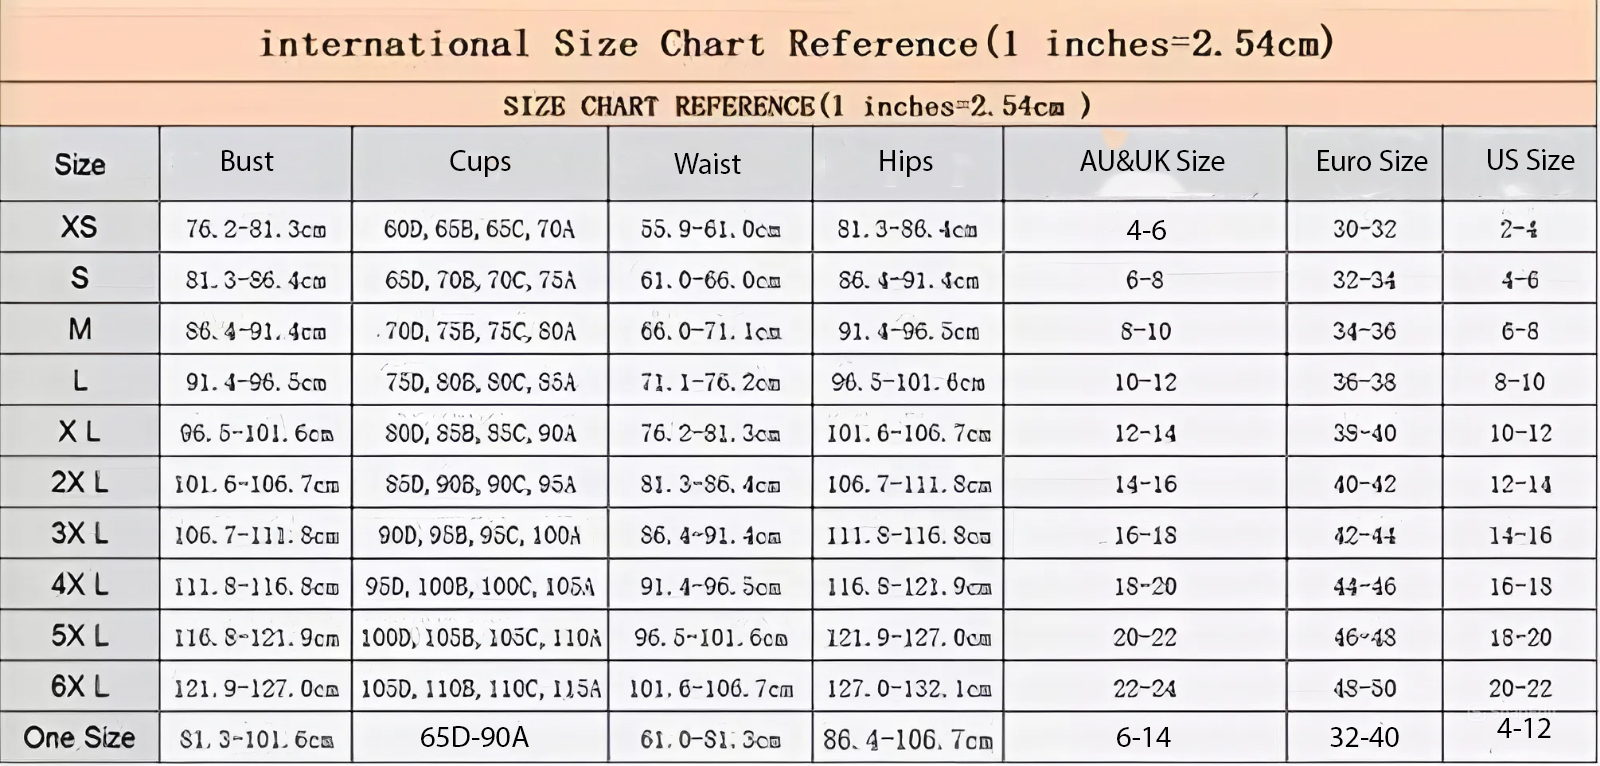 international Size Chart Reference(1 inches=2.54cm)
SIZE CHART REFERENCE(1 inches=2.54cm )
Size Bust Cups Waist Hips AU&UK Size Euro Size US Size
XS 76.2-81.3cm 60D, 65B, 65C, 70A 55.9-61.0cm 81.3-86.4cm 4-6 30-32 2-4
S 81.3-86.4cm 65D, 70B, 70C, 75A 61.0-66.0cm 86.4-91.4cm 6-8 32-34 4-6
M 86.4-91.4cm 70D, 75B, 75C, 80A 66.0-71.1cm 91.4-96.5cm 8-10 34-36 6-8
L 91.4-96.5cm 75D, 80B, 80C, 85A 71.1-76.2cm 96.5-101.6cm 10-12 36-38 8-10
XL 96.5-101.6cm 80D, 85B, 85C, 90A 76.2-81.3cm 101.6-106.7cm 12-14 38-40 10-12
2XL 101.6-106.7cm 85D, 90B, 90C, 95A 81.3-86.4cm 106.7-111.8cm 14-16 40-42 12-14
3XL 106.7-111.8cm 90D, 95B, 95C, 100A 86.4-91.4cm 111.8-116.8cm 16-18 42-44 14-16
4XL 111.8-116.8cm 95D, 100B, 100C, 105A 91.4-96.5cm 116.8-121.9cm 18-20 44-46 16-18
5XL 116.8-121.9cm 100D, 105B, 105C, 110A 96.5-101.6cm 121.9-127.0cm 20-22 46-48 18-20
6XL 121.9-127.0cm 105D, 110B, 110C, 115A 101.6-106.7cm 127.0-132.1cm 22-24 48-50 20-22
One Size 81.3-101.6cm 65D-90A 61.0-81.3cm 86.4-106.7cm 6-14 32-40 4-12